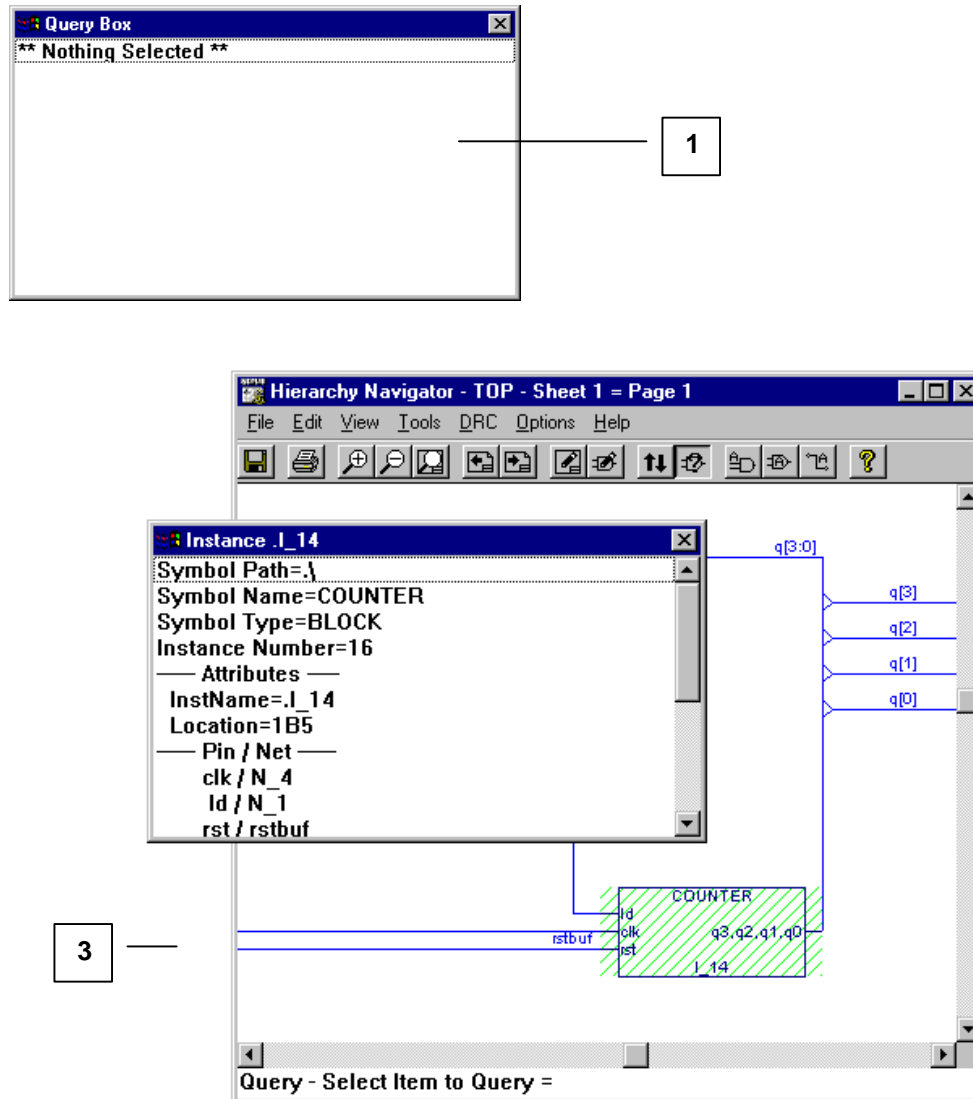 Query Box
** Nothing Selected **
1
Hierarchy Navigator - TOP - Sheet 1 = Page 1
File Edit View Tools DRC Options Help
Instance .I_14
Symbol Path=.\
Symbol Name=COUNTER
Symbol Type=BLOCK
Instance Number=16
Attributes
InstName=.I_14
Location=1B5
Pin / Net
clk / N_4
ld / N_1
rst / rstbuf
q[3:0]
q[3]
q[2]
q[1]
q[0]
COUNTER
ld
clk q3,q2,q1,q0
rstbuf
rst
I_14
3
Query - Select Item to Query =